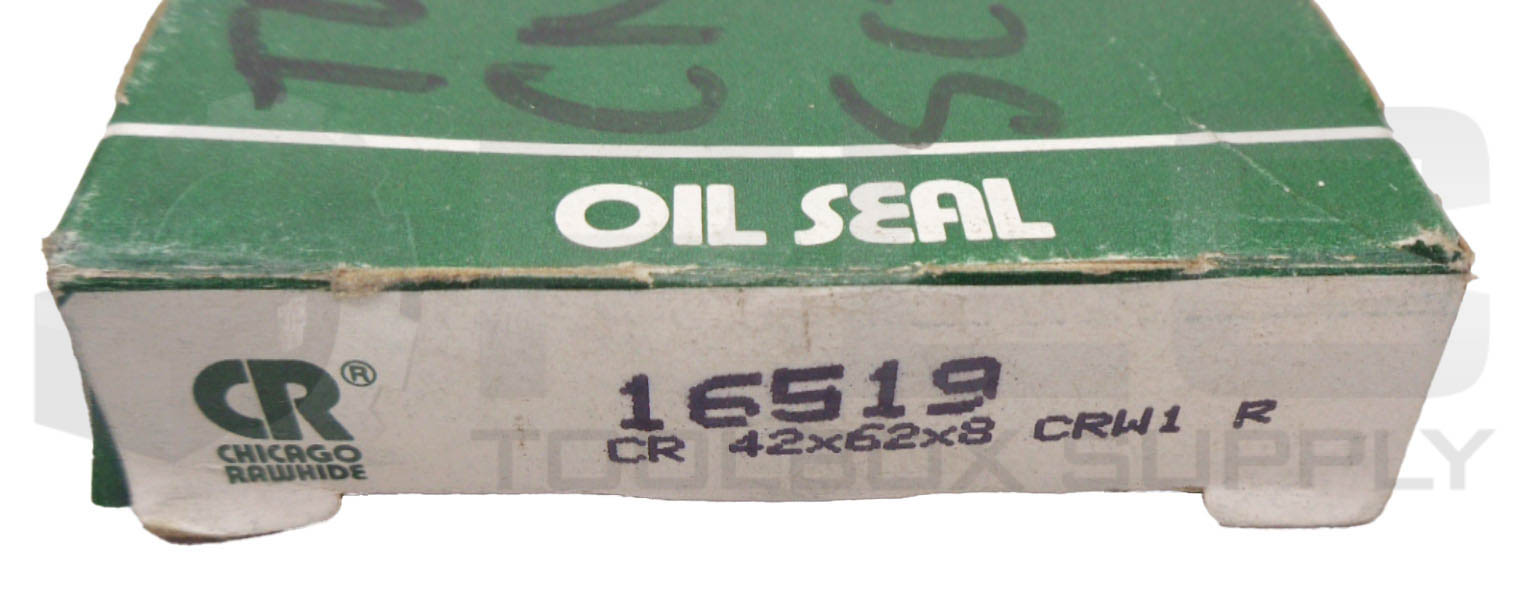 OIL SEAL
CR®
CHICAGO
RAWHIDE
16519
CR 42x62x8 CRW1 R
TOOLBOX SUPPLY